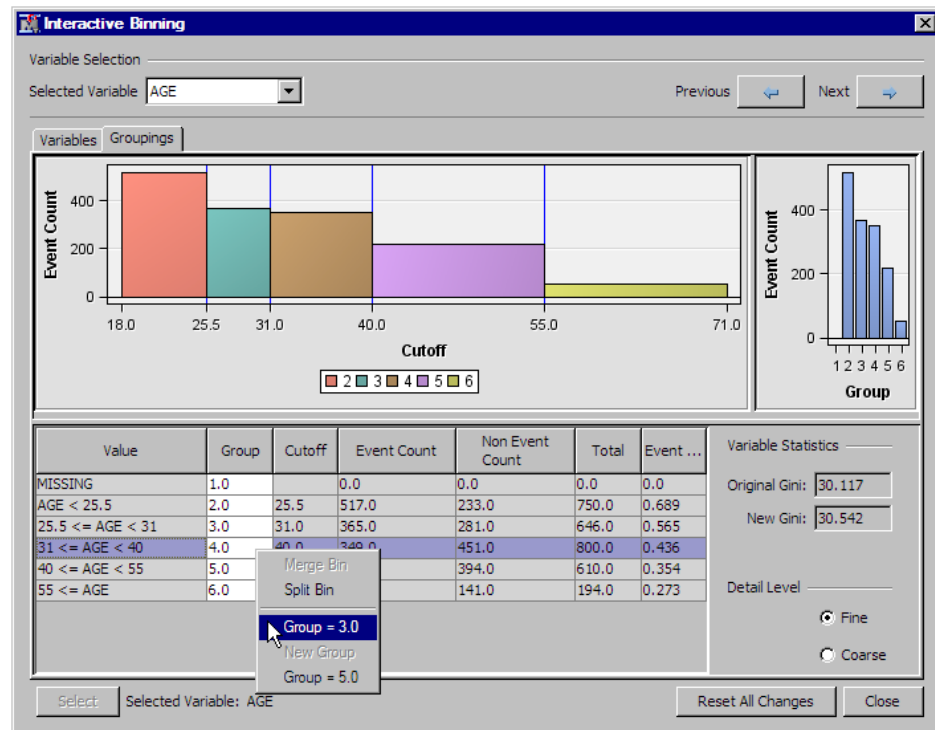 Interactive Binning
Variable Selection
Selected Variable AGE Previous Next
Variables Groupings
Event Count
400
200
0
18.0 25.5 31.0 40.0 55.0 71.0
Cutoff
2 3 4 5 6
Event Count
400
200
0
1 2 3 4 5 6
Group
Value Group Cutoff Event Count Non Event Count Total Event ...
MISSING 1.0 0.0 0.0 0.0 0.0
AGE < 25.5 2.0 25.5 517.0 233.0 750.0 0.689
25.5 <= AGE < 31 3.0 31.0 365.0 281.0 646.0 0.565
31 <= AGE < 40 4.0 40.0 349.0 451.0 800.0 0.436
40 <= AGE < 55 5.0 394.0 610.0 0.354
55 <= AGE 6.0 141.0 194.0 0.273
Merge Bin
Split Bin
Group = 3.0
New Group
Group = 5.0
Variable Statistics
Original Gini: 30.117
New Gini: 30.542
Detail Level
Fine
Coarse
Select Selected Variable: AGE Reset All Changes Close